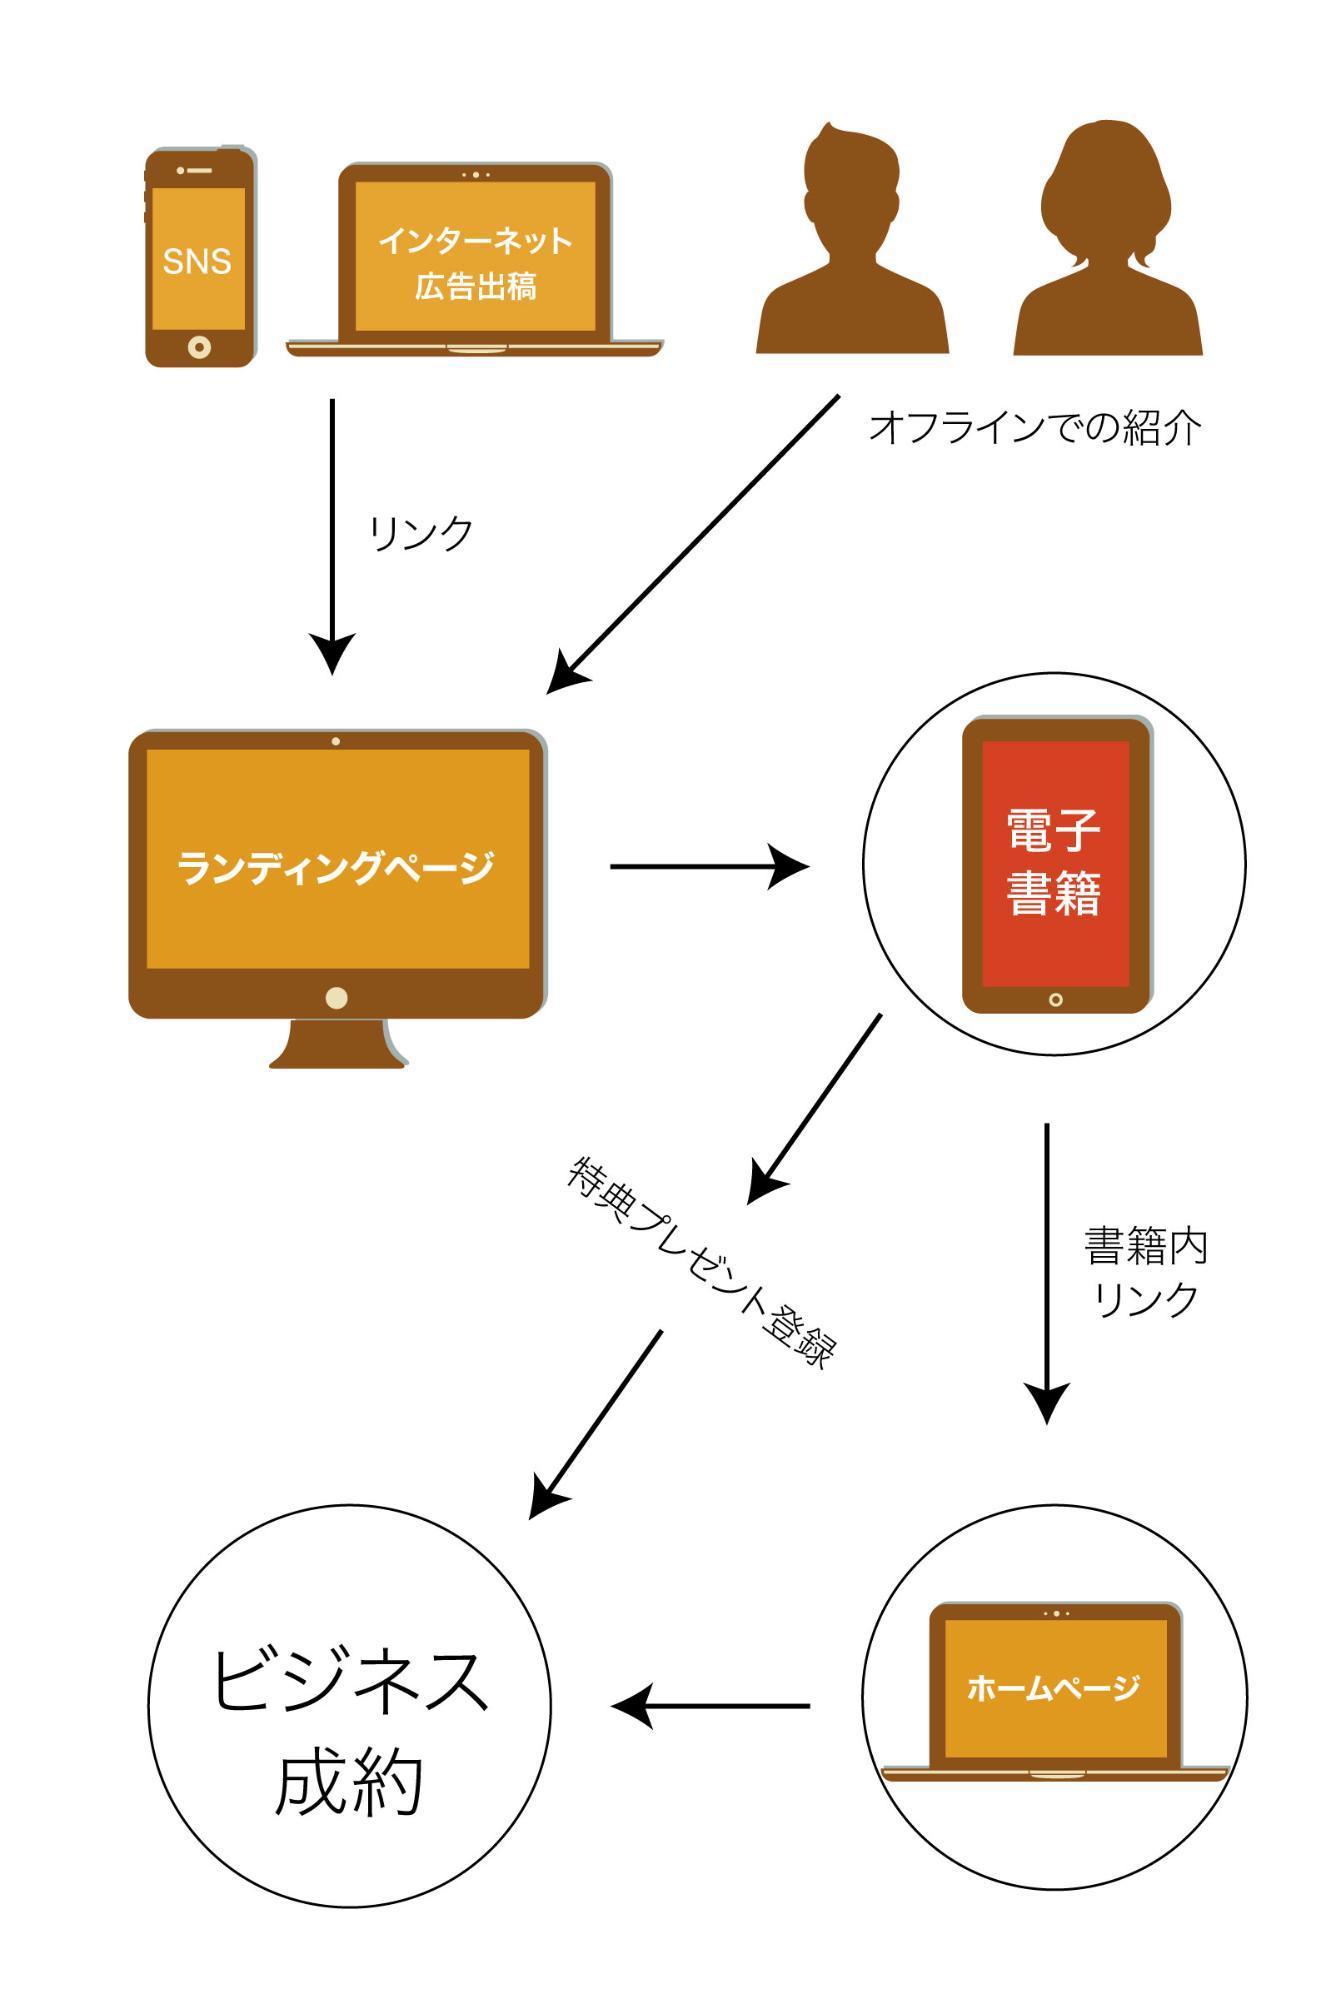 SNS
インターネット
広告出稿
オフラインでの紹介
リンク
ランディングページ
電子
書籍
特典プレゼント登録
書籍内
リンク
ビジネス
成約
ホームページ